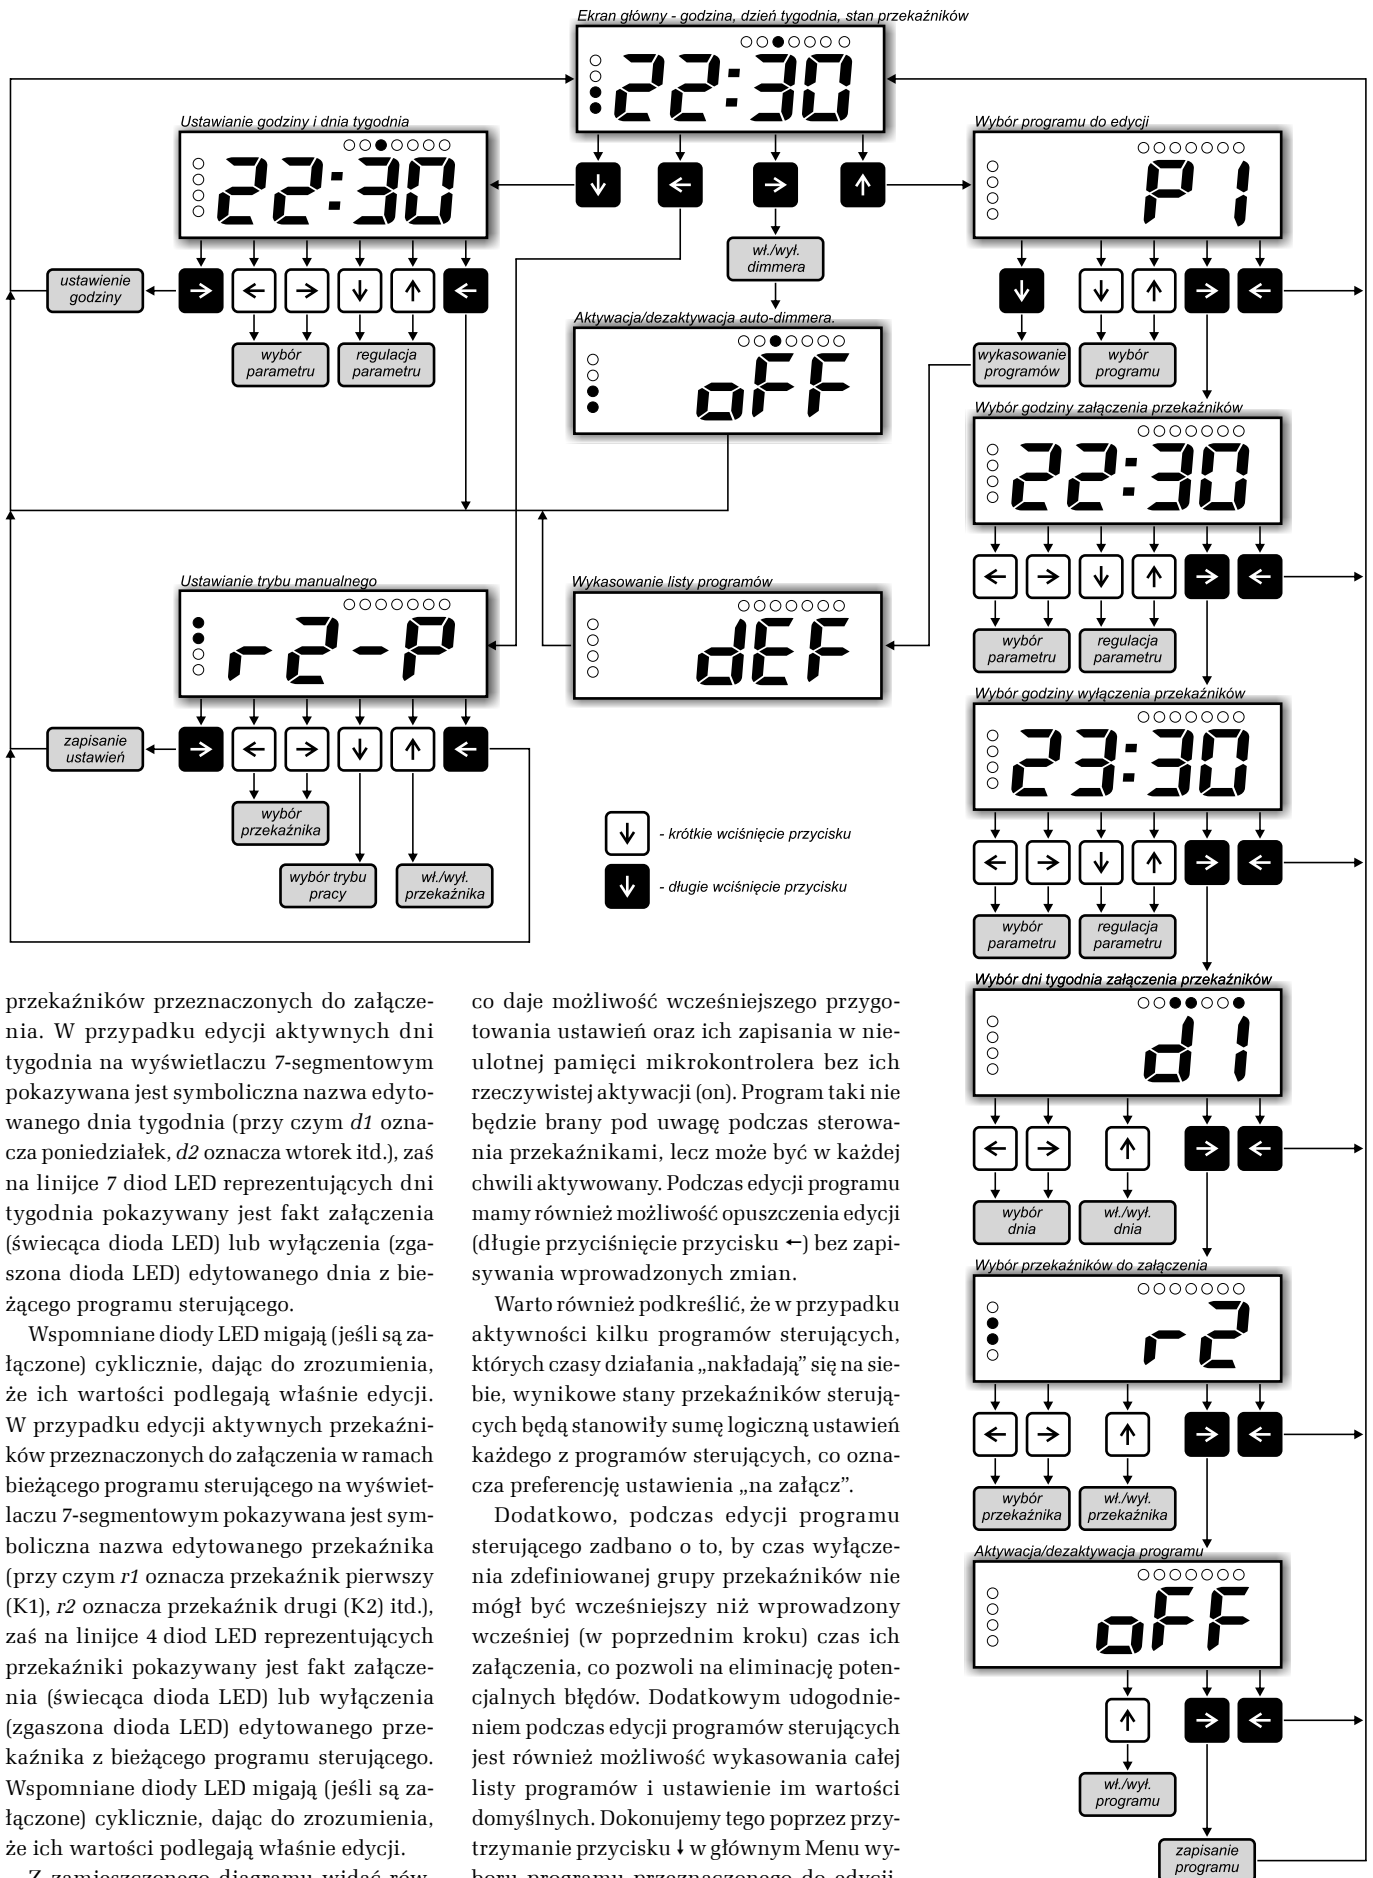 Ekran główny - godzina, dzień tygodnia, stan przekaźników
22:30
Ustawianie godziny i dnia tygodnia
22:30
ustawienie
godziny
wybór
parametru
regulacja
parametru
wł./wył.
dimmera
Aktywacja/dezaktywacja auto-dimmera.
oFF
Wybór programu do edycji
P1
wykasowanie
programów
wybór
programu
Wybór godziny załączenia przekaźników
22:30
wybór
parametru
regulacja
parametru
Ustawianie trybu manualnego
r2-P
zapisanie
ustawień
wybór
przekaźnika
wybór trybu
pracy
wł./wył.
przekaźnika
Wykasowanie listy programów
dEF
- krótkie wciśnięcie przycisku
- długie wciśnięcie przycisku
Wybór godziny wyłączenia przekaźników
23:30
wybór
parametru
regulacja
parametru
Wybór dni tygodnia załączenia przekaźników
d1
wybór
dnia
wł./wył.
dnia
Wybór przekaźników do załączenia
r2
wybór
przekaźnika
wł./wył.
przekaźnika
Aktywacja/dezaktywacja programu
oFF
wł./wył.
programu
zapisanie
programu
przekaźników przeznaczonych do załącze-
nia. W przypadku edycji aktywnych dni
tygodnia na wyświetlaczu 7-segmentowym
pokazywana jest symboliczna nazwa edyto-
wanego dnia tygodnia (przy czym d1 ozna-
cza poniedziałek, d2 oznacza wtorek itd.), zaś
na linijce 7 diod LED reprezentujących dni
tygodnia pokazywany jest fakt załączenia
(świecąca dioda LED) lub wyłączenia (zga-
szona dioda LED) edytowanego dnia z bie-
żącego programu sterującego.
Wspomniane diody LED migają (jeśli są za-
łączone) cyklicznie, dając do zrozumienia,
że ich wartości podlegają właśnie edycji.
W przypadku edycji aktywnych przekaźni-
ków przeznaczonych do załączenia w ramach
bieżącego programu sterującego na wyświet-
laczu 7-segmentowym pokazywana jest sym-
boliczna nazwa edytowanego przekaźnika
(przy czym r1 oznacza przekaźnik pierwszy
(K1), r2 oznacza przekaźnik drugi (K2) itd.),
zaś na linijce 4 diod LED reprezentujących
przekaźniki pokazywany jest fakt załącze-
nia (świecąca dioda LED) lub wyłączenia
(zgaszona dioda LED) edytowanego prze-
kaźnika z bieżącego programu sterującego.
Wspomniane diody LED migają (jeśli są za-
łączone) cyklicznie, dając do zrozumienia,
że ich wartości podlegają właśnie edycji.
Z zamieszczonego diagramu widać rów-
co daje możliwość wcześniejszego przygo-
towania ustawień oraz ich zapisania w nie-
ulotnej pamięci mikrokontrolera bez ich
rzeczywistej aktywacji (on). Program taki nie
będzie brany pod uwagę podczas sterowa-
nia przekaźnikami, lecz może być w każdej
chwili aktywowany. Podczas edycji programu
mamy również możliwość opuszczenia edycji
(długie przyciśnięcie przycisku ←) bez zapi-
sywania wprowadzonych zmian.
Warto również podkreślić, że w przypadku
aktywności kilku programów sterujących,
których czasy działania „nakładają” się na sie-
bie, wynikowe stany przekaźników sterują-
cych będą stanowiły sumę logiczną ustawień
każdego z programów sterujących, co ozna-
cza preferencję ustawienia „na załącz”.
Dodatkowo, podczas edycji programu
sterującego zadbano o to, by czas wyłącze-
nia zdefiniowanej grupy przekaźników nie
mógł być wcześniejszy niż wprowadzony
wcześniej (w poprzednim kroku) czas ich
załączenia, co pozwoli na eliminację poten-
cjalnych błędów. Dodatkowym udogodnie-
niem podczas edycji programów sterujących
jest również możliwość wykasowania całej
listy programów i ustawienie im wartości
domyślnych. Dokonujemy tego poprzez przy-
trzymanie przycisku ↓ w głównym Menu wy-
boru programu przeznaczonego do edycji.